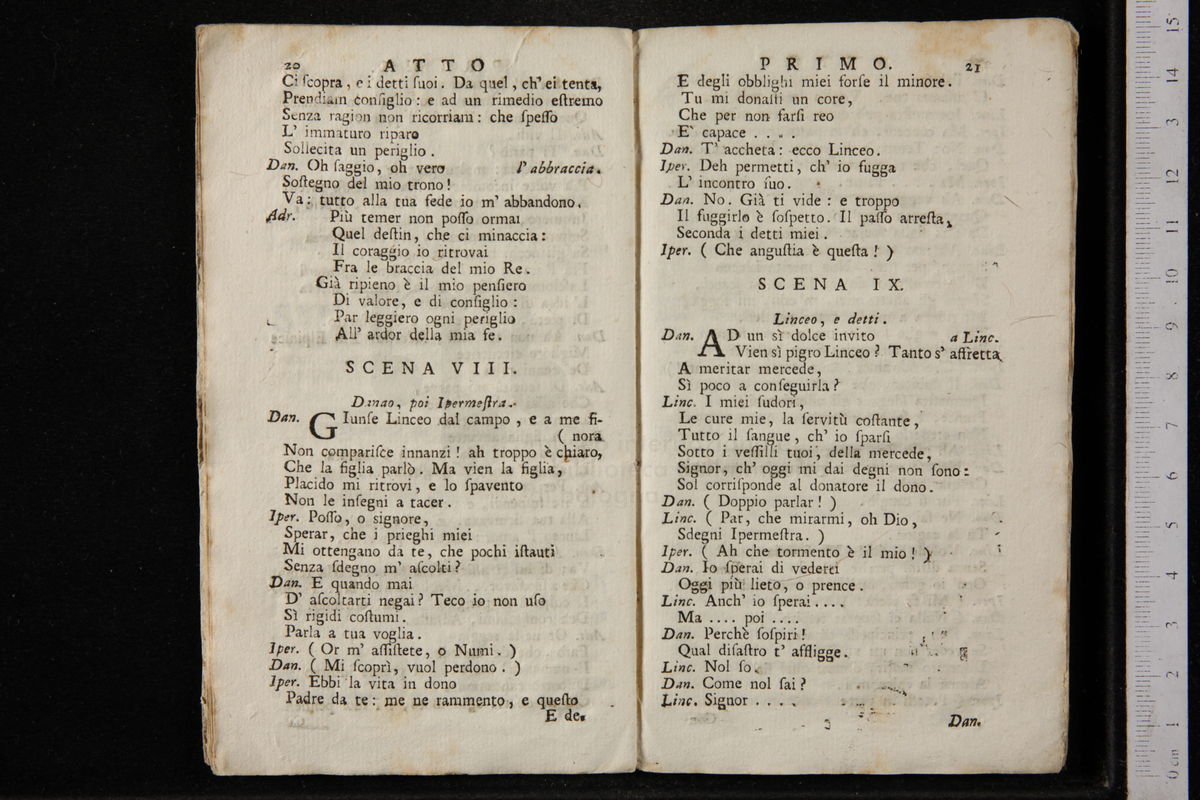 20 ATTO
Ci ſcopra, e i detti ſuoi. Da quel, ch' ei tenta,
Prendiam conſiglio: e ad un rimedio eſtremo
Senza ragion non ricorriam: che ſpeſſo
L' immaturo riparo
Sollecita un periglio.
Dan. Oh ſaggio, oh vero l' abbraccia.
Soſtegno del mio trono!
Va: tutto alla tua fede io m' abbandono.
Adr. Più temer non poſſo ormai
Quel deſtin, che ci minaccia:
Il coraggio io ritrovai
Fra le braccia del mio Re.
Già ripieno è il mio penſiero
Di valore, e di conſiglio:
Par leggiero ogni periglio
All' ardor della mia fe.
SCENA VIII.
Danao, poi Ipermeſtra.
Dan. GIunſe Linceo dal campo, e a me fi-
( nora
Non compariſce innanzi! ah troppo è chiaro,
Che la figlia parlò. Ma vien la figlia,
Placido mi ritrovi, e lo ſpavento
Non le inſegni a tacer.
Iper. Poſſo, o signore,
Sperar, che i prieghi miei
Mi ottengano da te, che pochi iſtauti
Senza ſdegno m' aſcolti?
Dan. E quando mai
D' aſcoltarti negai? Teco io non uſo
Sì rigidi coſtumi.
Parla a tua voglia.
Iper. ( Or m' aſſiſtete, o Numi. )
Dan. ( Mi ſcoprì, vuol perdono. )
Iper. Ebbi la vita in dono
Padre da te: me ne rammento, e queſto
E de.
PRIMO. 21
E degli obblighi miei forſe il minore.
Tu mi donaſti un core,
Che per non farſi reo
E' capace . . . .
Dan. T' accheta: ecco Linceo.
Iper. Deh permetti, ch' io fugga
L' incontro ſuo.
Dan. No. Già ti vide: e troppo
Il fuggirlo è ſoſpetto. Il paſſo arreſta,
Seconda i detti miei.
Iper. ( Che anguſtia è queſta! )
SCENA IX.
Linceo, e detti.
Dan. AD un sì dolce invito a Linc.
Vien sì pigro Linceo? Tanto s' affretta
A meritar mercede,
Sì poco a conſeguirla?
Linc. I miei ſudori,
Le cure mie, la ſervitù coſtante,
Tutto il ſangue, ch' io ſparſi
Sotto i veſſilli tuoi, della mercede,
Signor, ch' oggi mi dai degni non ſono:
Sol corriſponde al donatore il dono.
Dan. ( Doppio parlar! )
Linc. ( Par, che mirarmi, oh Dio,
Sdegni Ipermeſtra. )
Iper. ( Ah che tormento è il mio! )
Dan. Io ſperai di vederti
Oggi più lieto, o prence.
Linc. Anch' io ſperai....
Ma .... poi ....
Dan. Perchè ſoſpiri!
Qual diſaſtro t' affligge.
Linc. Nol ſo.
Dan. Come nol ſai?
Linc. Signor . . . .
Dan.